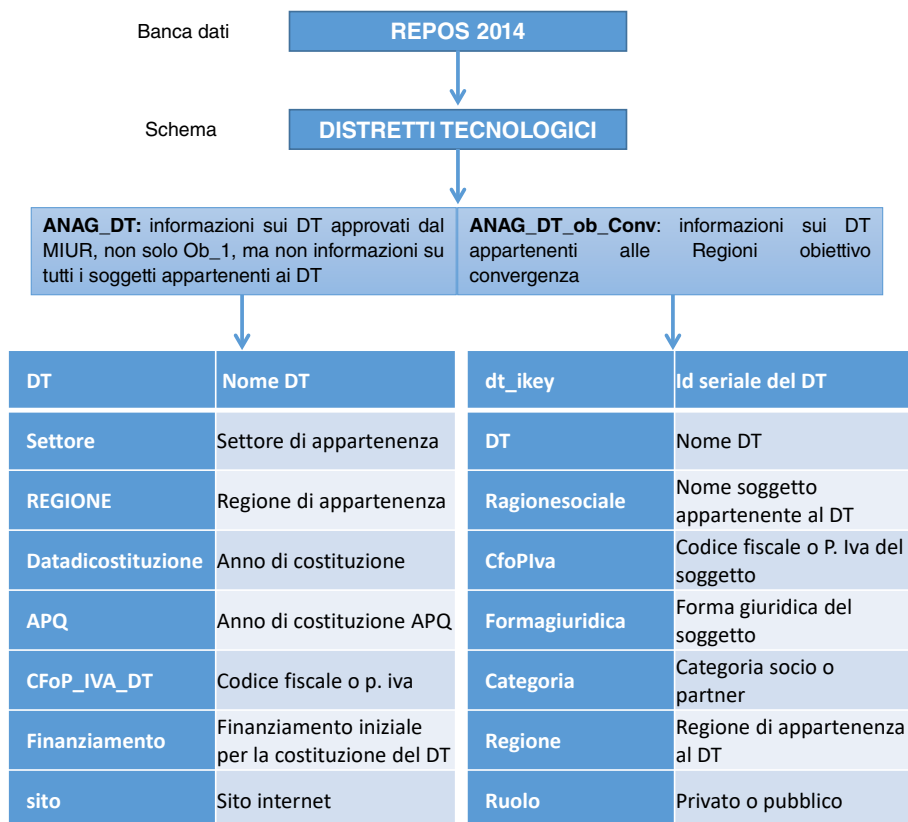 Banca dati
REPOS 2014
Schema
DISTRETTI TECNOLOGICI
ANAG_DT: informazioni sui DT approvati dal
MIUR, non solo Ob_1, ma non informazioni su
tutti i soggetti appartenenti ai DT
ANAG_DT_ob_Conv: informazioni sui DT
appartenenti alle Regioni obiettivo
convergenza
DT
Nome DT
Settore
Settore di appartenenza
REGIONE
Regione di appartenenza
Datadicostituzione
Anno di costituzione
APQ
Anno di costituzione APQ
CFoP_IVA_DT
Codice fiscale o p. iva
Finanziamento
Finanziamento iniziale
per la costituzione del DT
sito
Sito internet
dt_ikey
Id seriale del DT
DT
Nome DT
Ragionesociale
Nome soggetto
appartenente al DT
CfoPIva
Codice fiscale o P. Iva del
soggetto
Formagiuridica
Forma giuridica del
soggetto
Categoria
Categoria socio o
partner
Regione
Regione di appartenenza
al DT
Ruolo
Privato o pubblico